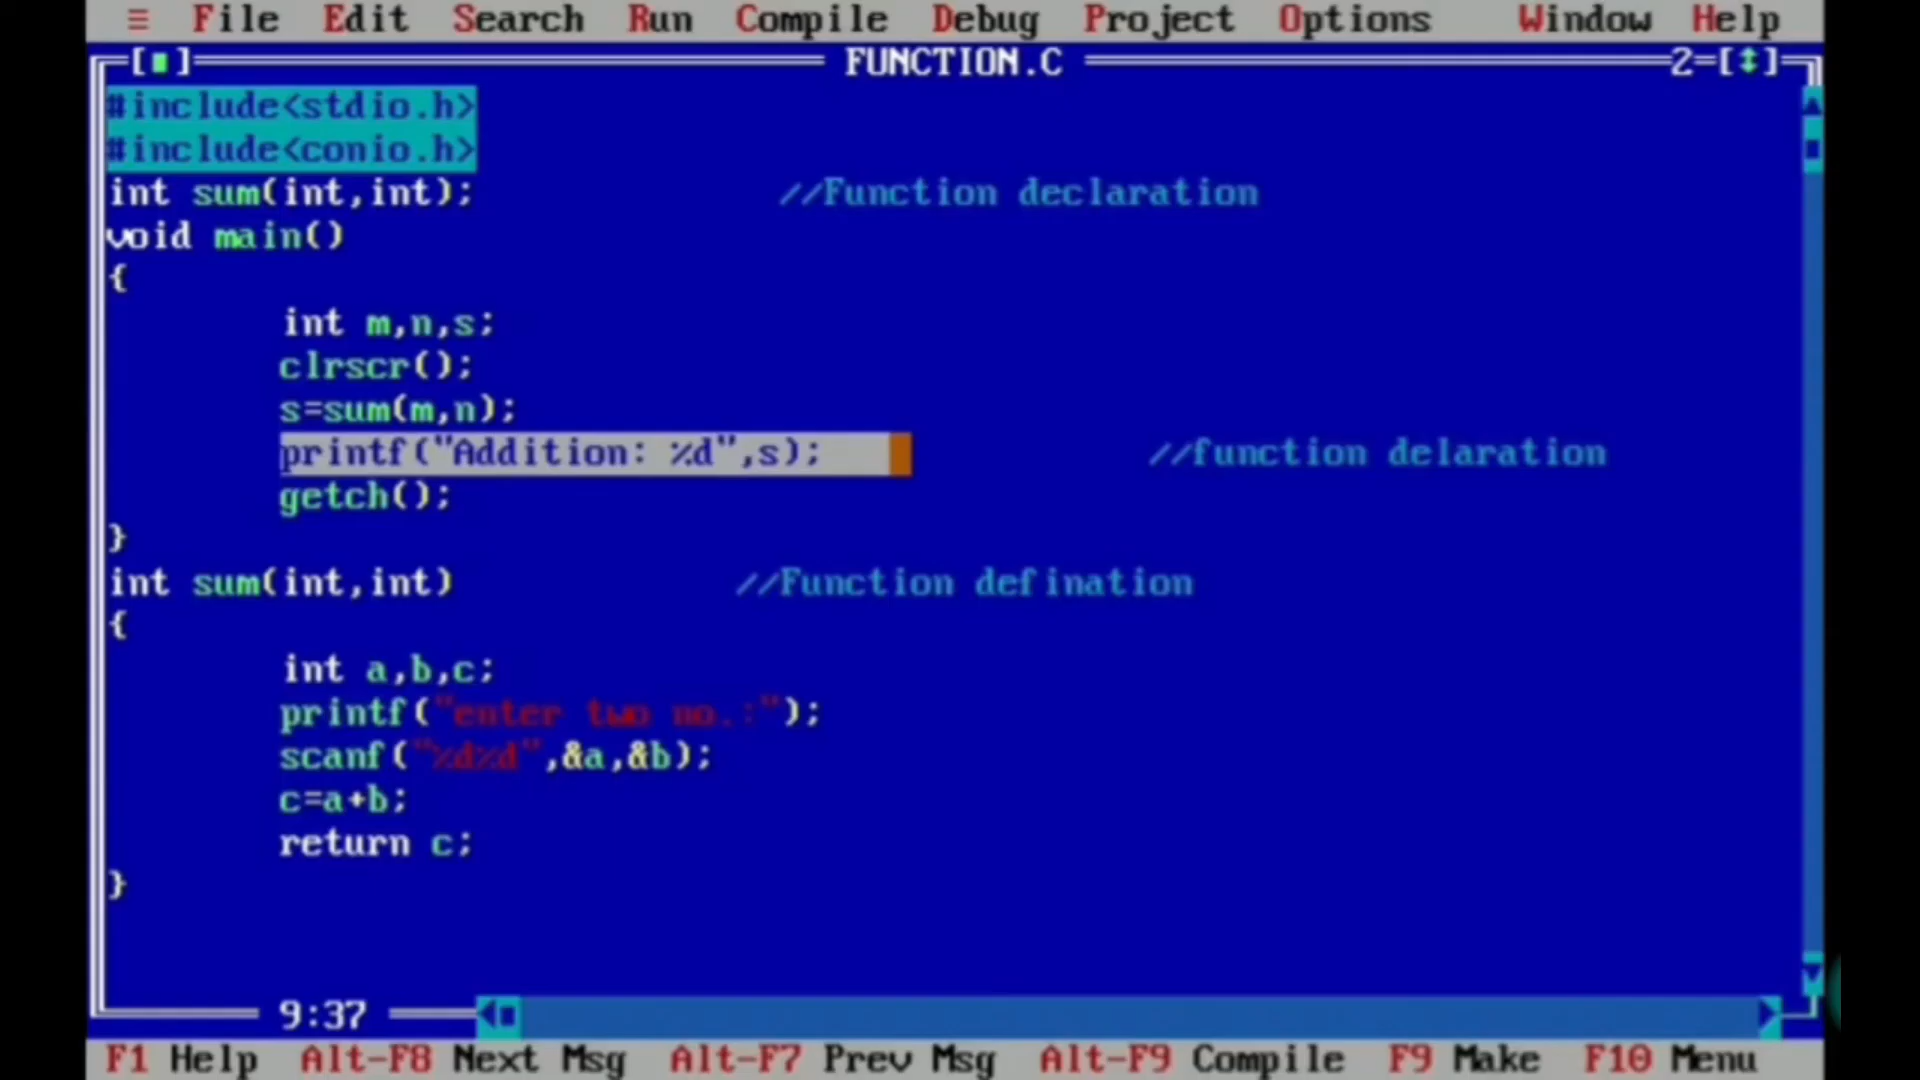 ≡ File Edit Search Run Compile Debug Project Options Window Help
[■] FUNCTION.C 2=[↕]
#include<stdio.h>
#include<conio.h>
int sum(int,int); //Function declaration
void main()
{
int m,n,s;
clrscr();
s=sum(m,n);
printf("Addition: %d",s); //function delaration
getch();
}
int sum(int,int) //Function defination
{
int a,b,c;
printf("enter two no.:");
scanf("%d%d",&a,&b);
c=a+b;
return c;
}
9:37
F1 Help Alt-F8 Next Msg Alt-F7 Prev Msg Alt-F9 Compile F9 Make F10 Menu